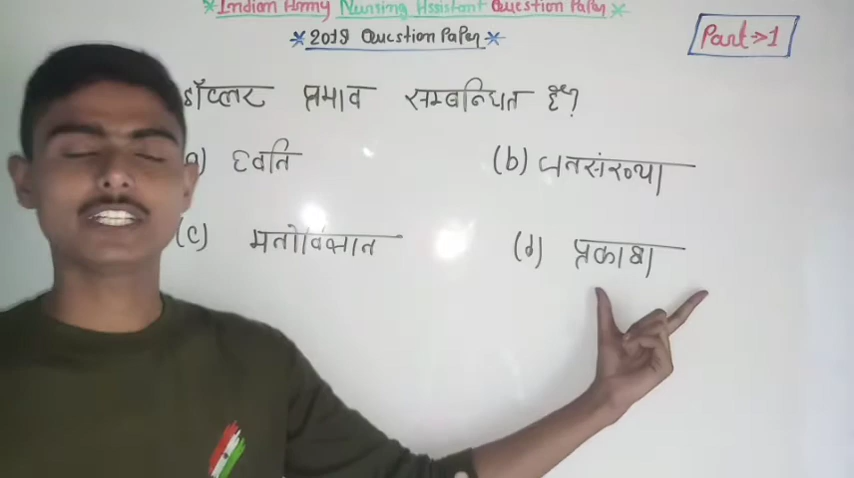 *Indian Army Nursing Assistant Question Paper*
*2019 Question Paper*
Part→1
डॉप्लर प्रभाव सम्बन्धित है?
a) ध्वनि (b) जनसंख्या
(c) मनोविज्ञान (d) प्रकाश